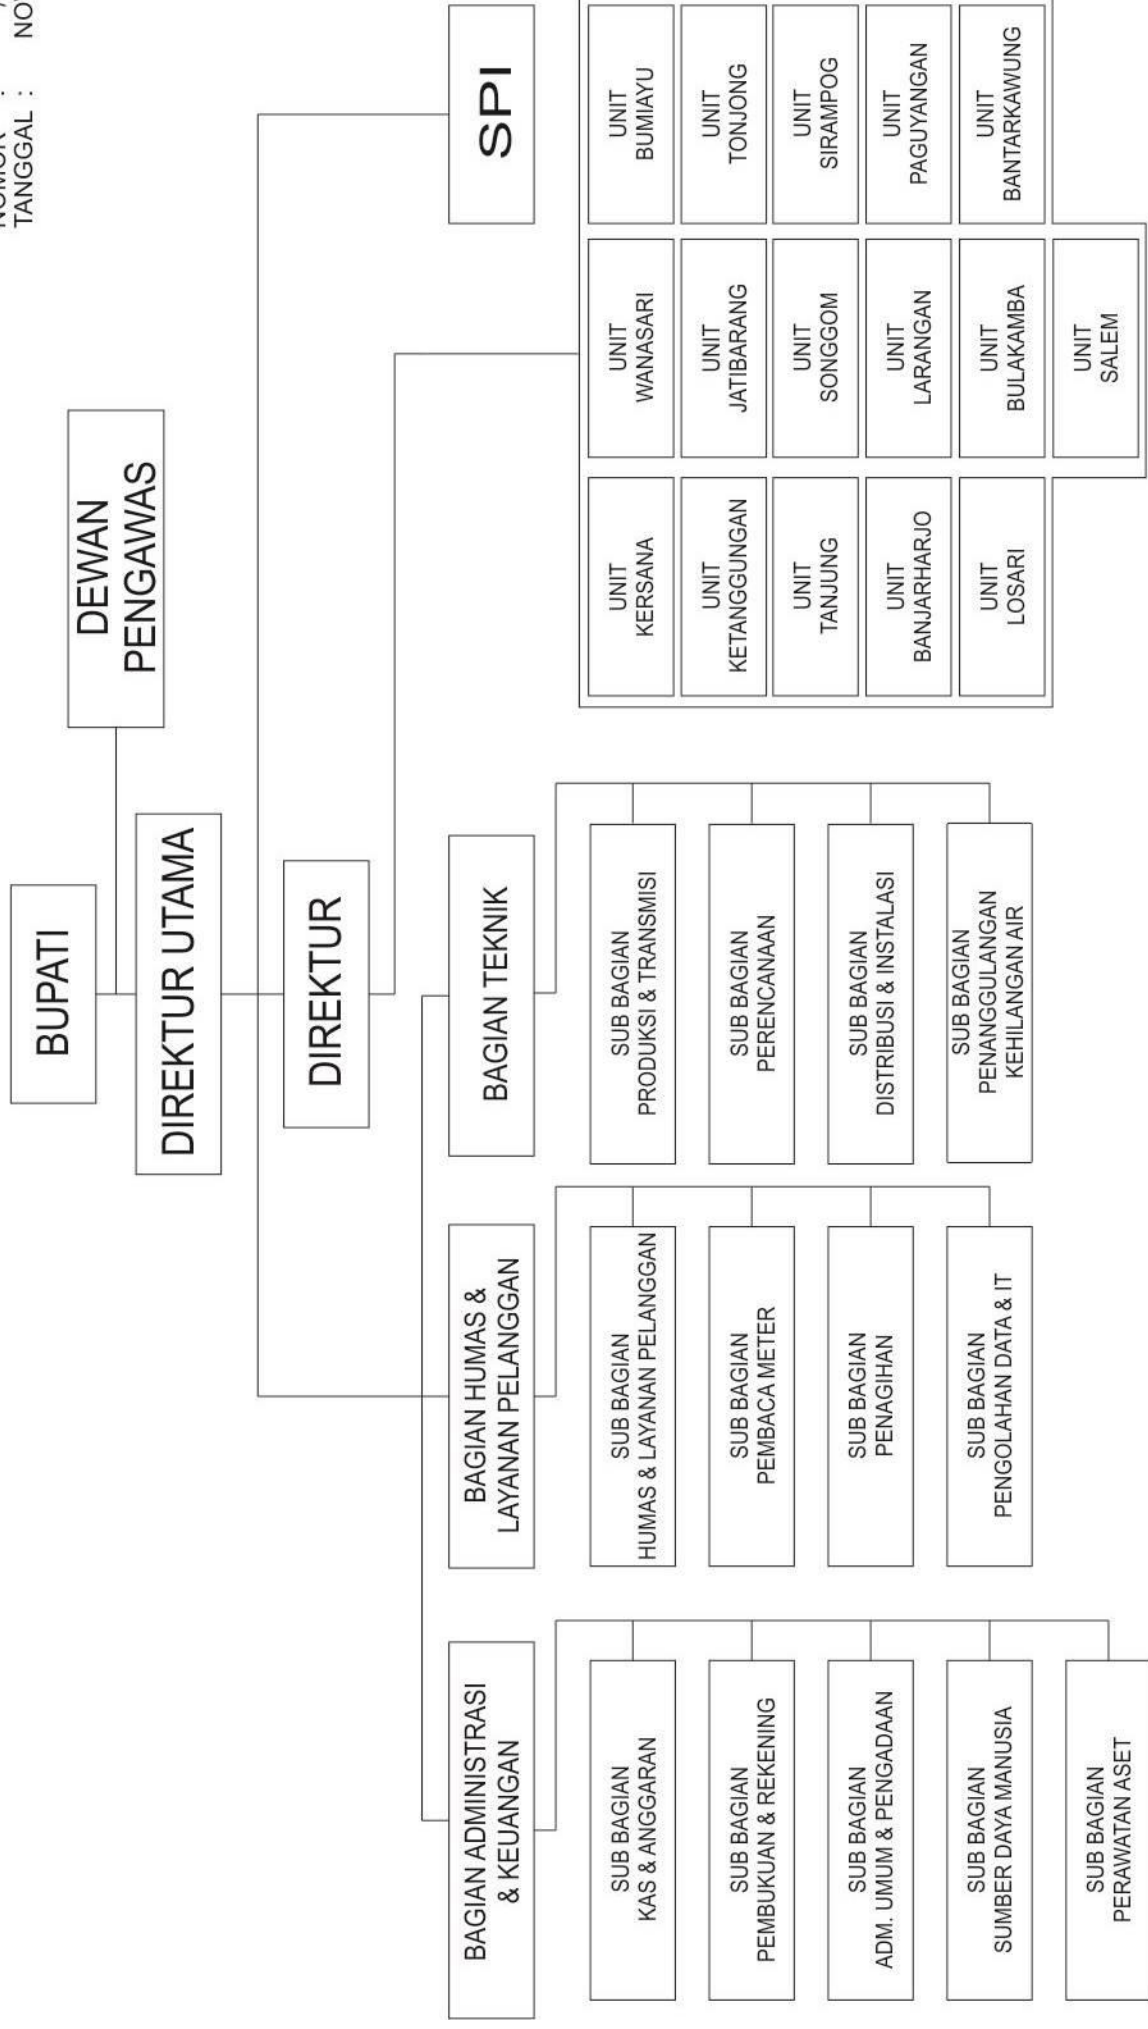 TANGGAL :
BUPATI
DEWAN
PENGAWAS
DIREKTUR UTAMA
DIREKTUR
BAGIAN ADMINISTRASI
& KEUANGAN
BAGIAN HUMAS &
LAYANAN PELANGGAN
BAGIAN TEKNIK
SPI
SUB BAGIAN
KAS & ANGGARAN
SUB BAGIAN
PEMBUKUAN & REKENING
SUB BAGIAN
ADM. UMUM & PENGADAAN
SUB BAGIAN
SUMBER DAYA MANUSIA
SUB BAGIAN
PERAWATAN ASET
SUB BAGIAN
HUMAS & LAYANAN PELANGGAN
SUB BAGIAN
PEMBACA METER
SUB BAGIAN
PENAGIHAN
SUB BAGIAN
PENGOLAHAN DATA & IT
SUB BAGIAN
PRODUKSI & TRANSMISI
SUB BAGIAN
PERENCANAAN
SUB BAGIAN
DISTRIBUSI & INSTALASI
SUB BAGIAN
PENANGGULANGAN
KEHILANGAN AIR
UNIT
KERSANA
UNIT
KETANGGUNGAN
UNIT
TANJUNG
UNIT
BANJARHARJO
UNIT
LOSARI
UNIT
WANASARI
UNIT
JATIBARANG
UNIT
SONGGOM
UNIT
LARANGAN
UNIT
BULAKAMBA
UNIT
SALEM
UNIT
BUMIAYU
UNIT
TONJONG
UNIT
SIRAMPOG
UNIT
PAGUYANGAN
UNIT
BANTARKAWUNG